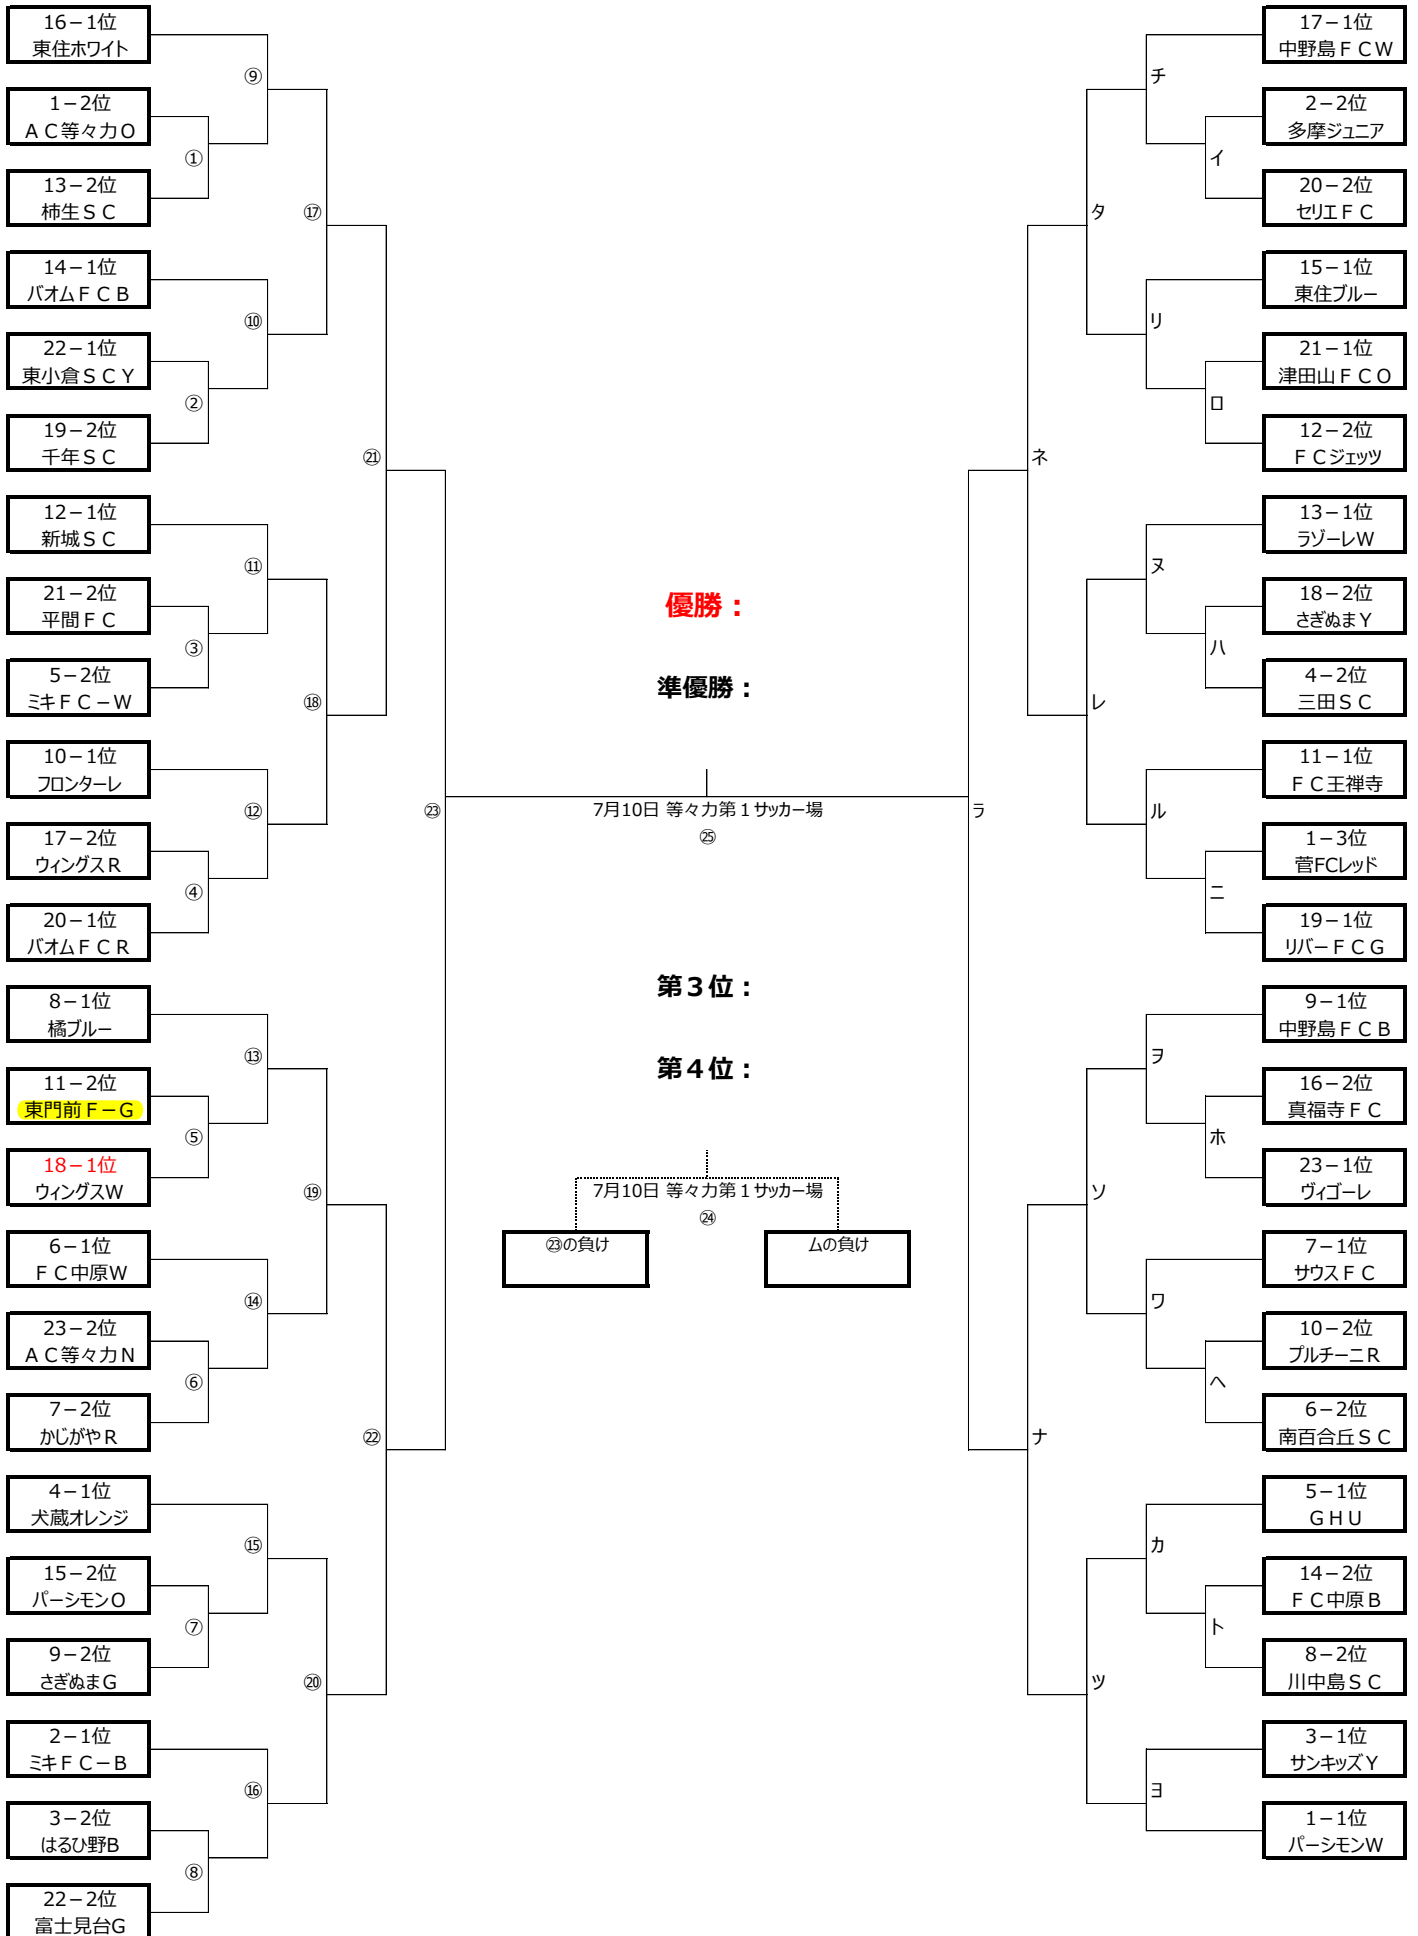 16－1位
東住ホワイト
⑨
1－2位
ＡＣ等々力Ｏ
①
13－2位
柿生ＳＣ
⑰
14－1位
バオムＦＣＢ
⑩
22－1位
東小倉ＳＣＹ
②
19－2位
千年ＳＣ
㉑
12－1位
新城ＳＣ
⑪
21－2位
平間ＦＣ
③
5－2位
ミキＦＣ－Ｗ
⑱
10－1位
フロンターレ
⑫
17－2位
ウィングスＲ
④
20－1位
バオムＦＣＲ
㉓
8－1位
橘ブルー
⑬
11－2位
東門前Ｆ－Ｇ
⑤
18－1位
ウィングスW
⑲
6－1位
ＦＣ中原W
⑭
23－2位
ＡＣ等々力Ｎ
⑥
7－2位
かじがやＲ
㉒
4－1位
犬蔵オレンジ
⑮
15－2位
パーシモンＯ
⑦
9－2位
さぎぬまＧ
⑳
2－1位
ミキＦＣ－Ｂ
⑯
3－2位
はるひ野B
⑧
22－2位
富士見台G
優勝：
準優勝：
7月10日 等々力第１サッカー場
㉕
第３位：
第４位：
7月10日 等々力第１サッカー場
㉔
㉓の負け
ムの負け
17－1位
中野島ＦＣＷ
チ
2－2位
多摩ジュニア
イ
20－2位
セリエＦＣ
タ
15－1位
東住ブルー
リ
21－1位
津田山ＦＣＯ
ロ
12－2位
ＦＣジェッツ
ネ
13－1位
ラゾーレW
ヌ
18－2位
さぎぬまＹ
ハ
4－2位
三田ＳＣ
レ
11－1位
ＦＣ王禅寺
ル
1－3位
菅FCレッド
ニ
19－1位
リバーＦＣＧ
ラ
9－1位
中野島ＦＣＢ
ヲ
16－2位
真福寺ＦＣ
ホ
23－1位
ヴィゴーレ
ソ
7－1位
サウスＦＣ
ワ
10－2位
プルチーニＲ
ヘ
6－2位
南百合丘ＳＣ
ナ
5－1位
ＧＨＵ
カ
14－2位
ＦＣ中原Ｂ
ト
8－2位
川中島ＳＣ
ツ
3－1位
サンキッズＹ
ヨ
1－1位
パーシモンW